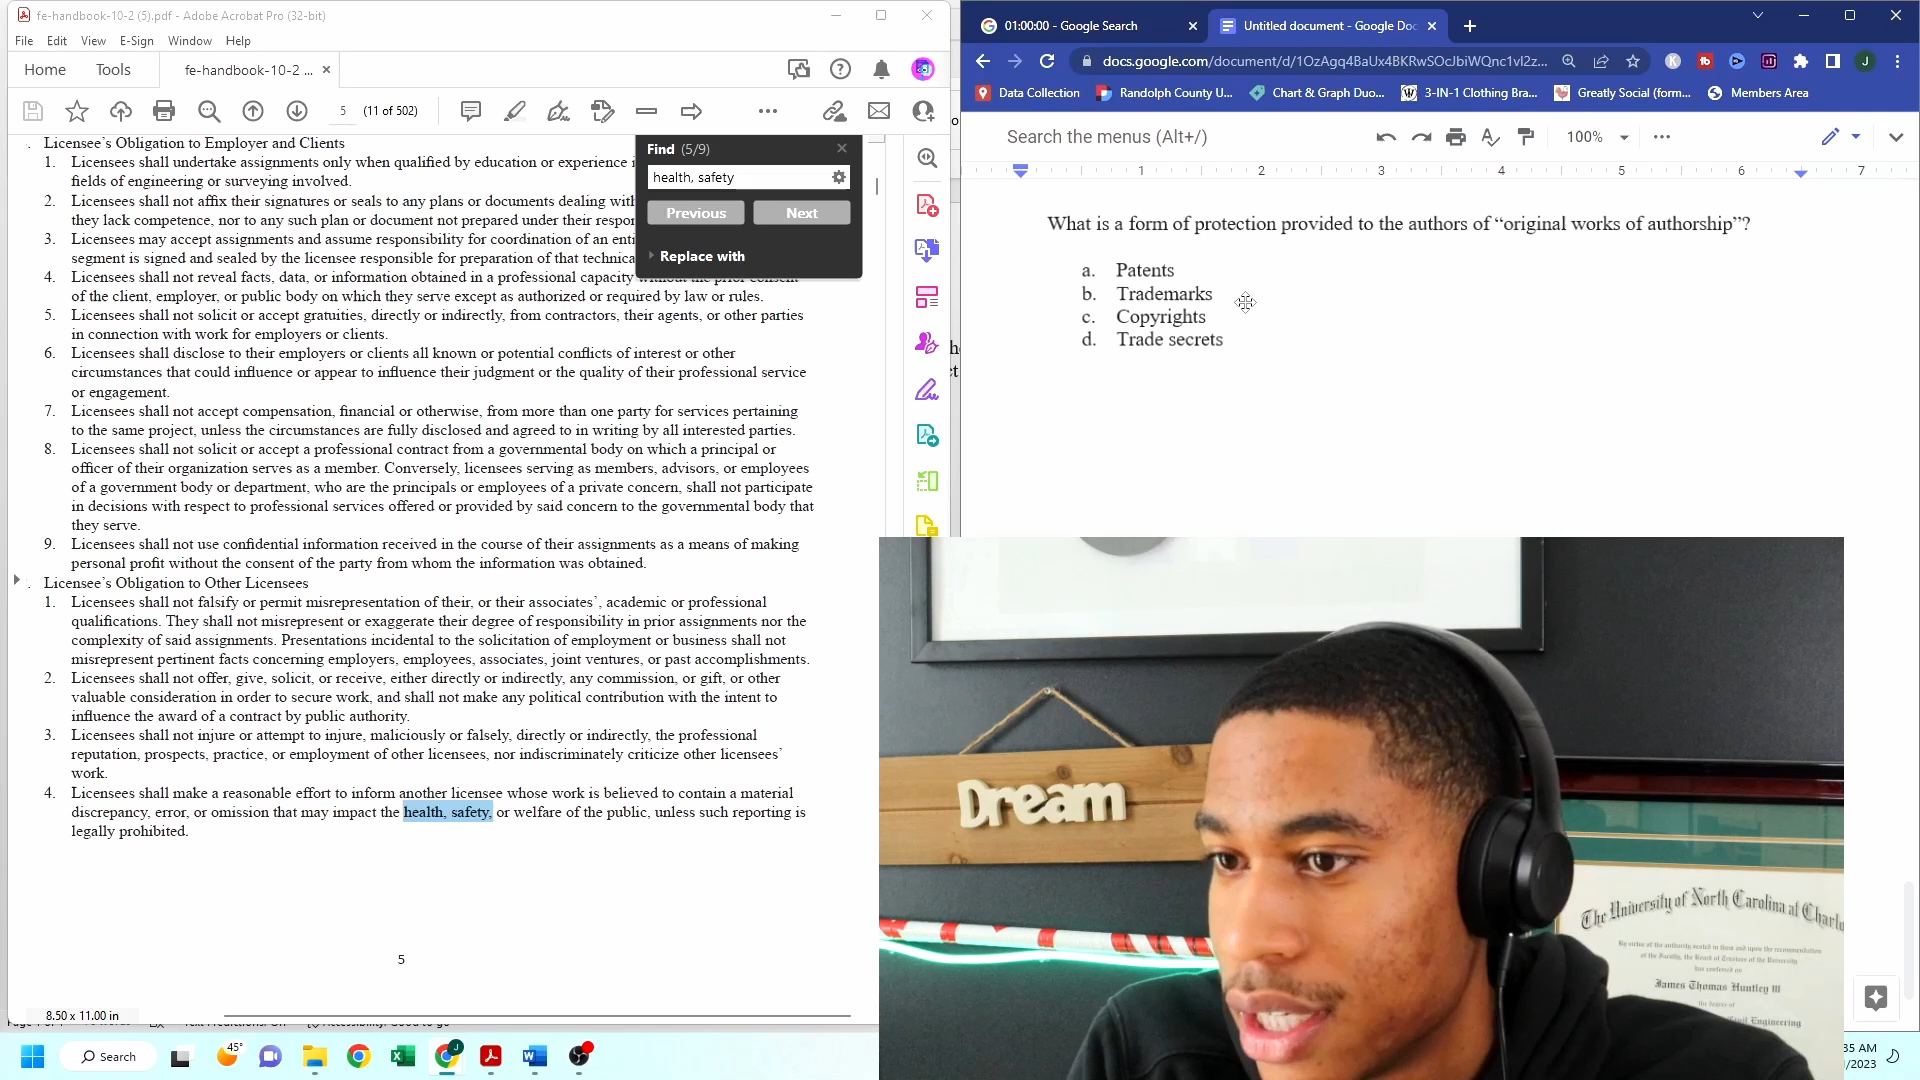 fe-handbook-10-2 (5).pdf - Adobe Acrobat Pro (32-bit)
File Edit View E-Sign Window Help
Home Tools fe-handbook-10-2 ... ×
5 (11 of 502)
Licensee's Obligation to Employer and Clients
1. Licensees shall undertake assignments only when qualified by education or experience i
fields of engineering or surveying involved.
2. Licensees shall not affix their signatures or seals to any plans or documents dealing with
they lack competence, nor to any such plan or document not prepared under their respon
3. Licensees may accept assignments and assume responsibility for coordination of an enti
segment is signed and sealed by the licensee responsible for preparation of that technica
4. Licensees shall not reveal facts, data, or information obtained in a professional capacity without the prior consent
of the client, employer, or public body on which they serve except as authorized or required by law or rules.
5. Licensees shall not solicit or accept gratuities, directly or indirectly, from contractors, their agents, or other parties
in connection with work for employers or clients.
6. Licensees shall disclose to their employers or clients all known or potential conflicts of interest or other
circumstances that could influence or appear to influence their judgment or the quality of their professional service
or engagement.
7. Licensees shall not accept compensation, financial or otherwise, from more than one party for services pertaining
to the same project, unless the circumstances are fully disclosed and agreed to in writing by all interested parties.
8. Licensees shall not solicit or accept a professional contract from a governmental body on which a principal or
officer of their organization serves as a member. Conversely, licensees serving as members, advisors, or employees
of a government body or department, who are the principals or employees of a private concern, shall not participate
in decisions with respect to professional services offered or provided by said concern to the governmental body that
they serve.
9. Licensees shall not use confidential information received in the course of their assignments as a means of making
personal profit without the consent of the party from whom the information was obtained.
Licensee's Obligation to Other Licensees
1. Licensees shall not falsify or permit misrepresentation of their, or their associates', academic or professional
qualifications. They shall not misrepresent or exaggerate their degree of responsibility in prior assignments nor the
complexity of said assignments. Presentations incidental to the solicitation of employment or business shall not
misrepresent pertinent facts concerning employers, employees, associates, joint ventures, or past accomplishments.
2. Licensees shall not offer, give, solicit, or receive, either directly or indirectly, any commission, or gift, or other
valuable consideration in order to secure work, and shall not make any political contribution with the intent to
influence the award of a contract by public authority.
3. Licensees shall not injure or attempt to injure, maliciously or falsely, directly or indirectly, the professional
reputation, prospects, practice, or employment of other licensees, nor indiscriminately criticize other licensees'
work.
4. Licensees shall make a reasonable effort to inform another licensee whose work is believed to contain a material
discrepancy, error, or omission that may impact the health, safety, or welfare of the public, unless such reporting is
legally prohibited.
5
8.50 x 11.00 in
Find (5/9)
health, safety
Previous Next
Replace with
01:00:00 - Google Search
Untitled document - Google Doc
docs.google.com/document/d/1OzAgq4BaUx4BKRwSOcJbiWQnc1vl2z...
Data Collection Randolph County U... Chart & Graph Duo... 3-IN-1 Clothing Bra... Greatly Social (form... Members Area
Search the menus (Alt+/) 100%
1 2 3 4 5 6 7
What is a form of protection provided to the authors of “original works of authorship”?
a. Patents
b. Trademarks
c. Copyrights
d. Trade secrets
Dream
The University of North Carolina at Charlo
James Thomas Huntley III
the degree of
Civil Engineering
Search
45°
35 AM
/2023